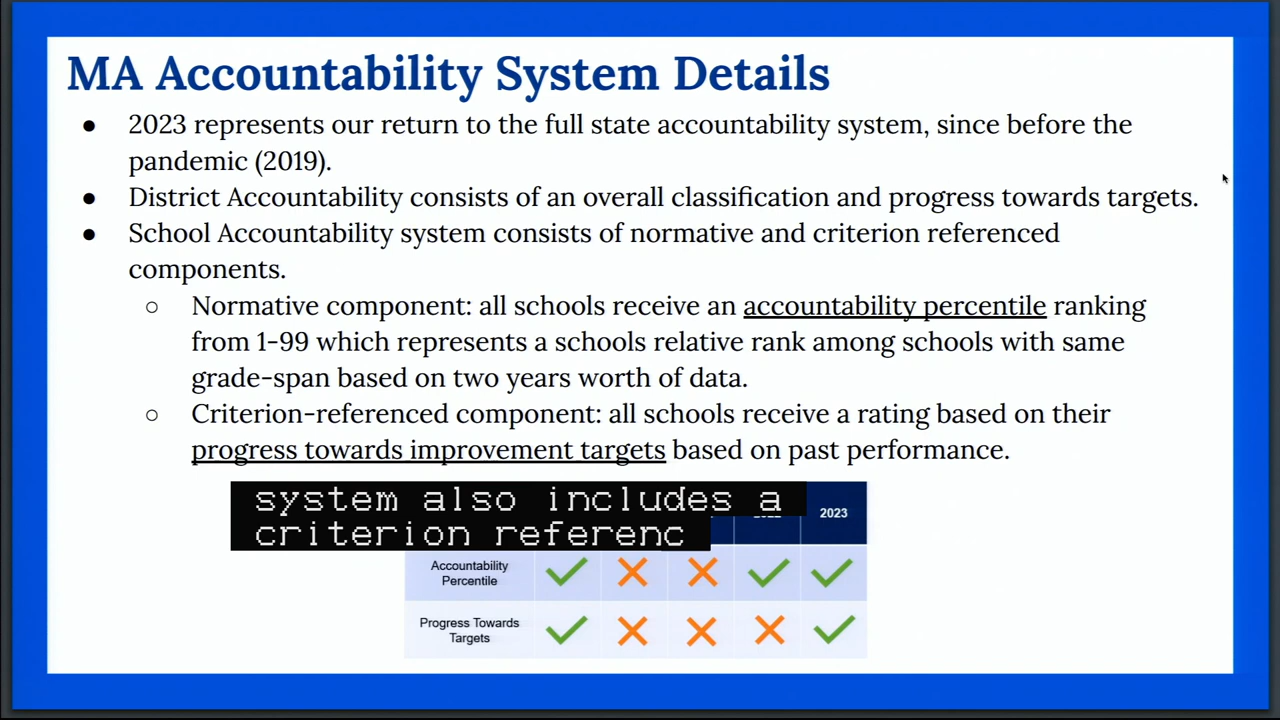 MA Accountability System Details
● 2023 represents our return to the full state accountability system, since before the
pandemic (2019).
● District Accountability consists of an overall classification and progress towards targets.
● School Accountability system consists of normative and criterion referenced
components.
○ Normative component: all schools receive an accountability percentile ranking
from 1-99 which represents a schools relative rank among schools with same
grade-span based on two years worth of data.
○ Criterion-referenced component: all schools receive a rating based on their
progress towards improvement targets based on past performance.
system also includes a
criterion referenc
2023
Accountability
Percentile
Progress Towards
Targets